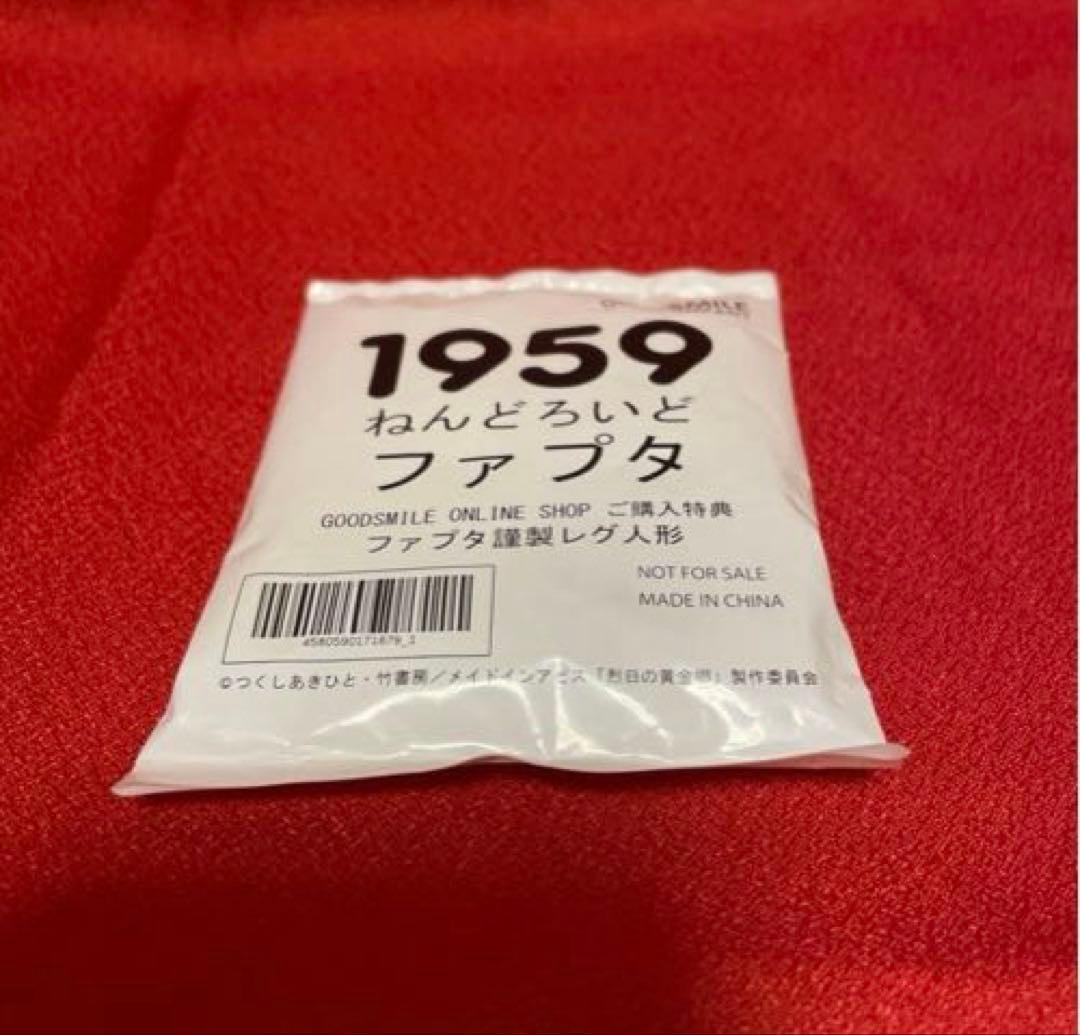 1959
ねんどろいど
ファプタ
GOODSMILE ONLINE SHOP ご購入特典
ファプタ謹製レグ人形
NOT FOR SALE
MADE IN CHINA
4580590171879_1
©つくしあきひと・竹書房／メイドインアビス「烈日の黄金郷」製作委員会